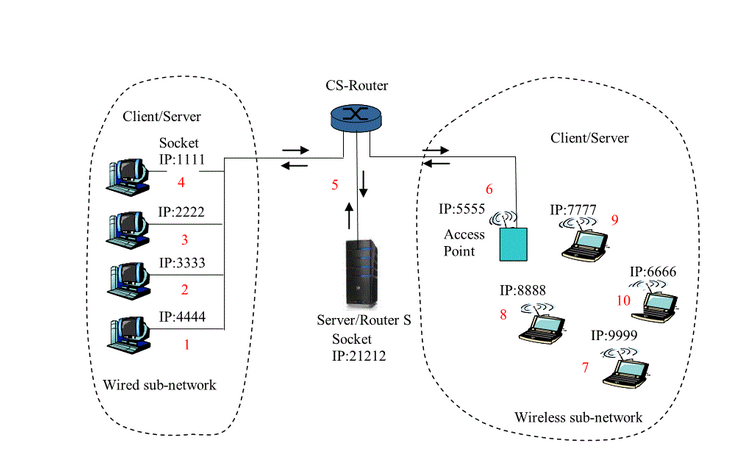 CS-Router
Client/Server
Socket
IP:1111
4
IP:2222
3
IP:3333
2
IP:4444
1
Wired sub-network
5
Server/Router S
Socket
IP:21212
Client/Server
6
IP:5555
Access
Point
IP:7777
9
IP:6666
10
IP:8888
8
IP:9999
7
Wireless sub-network